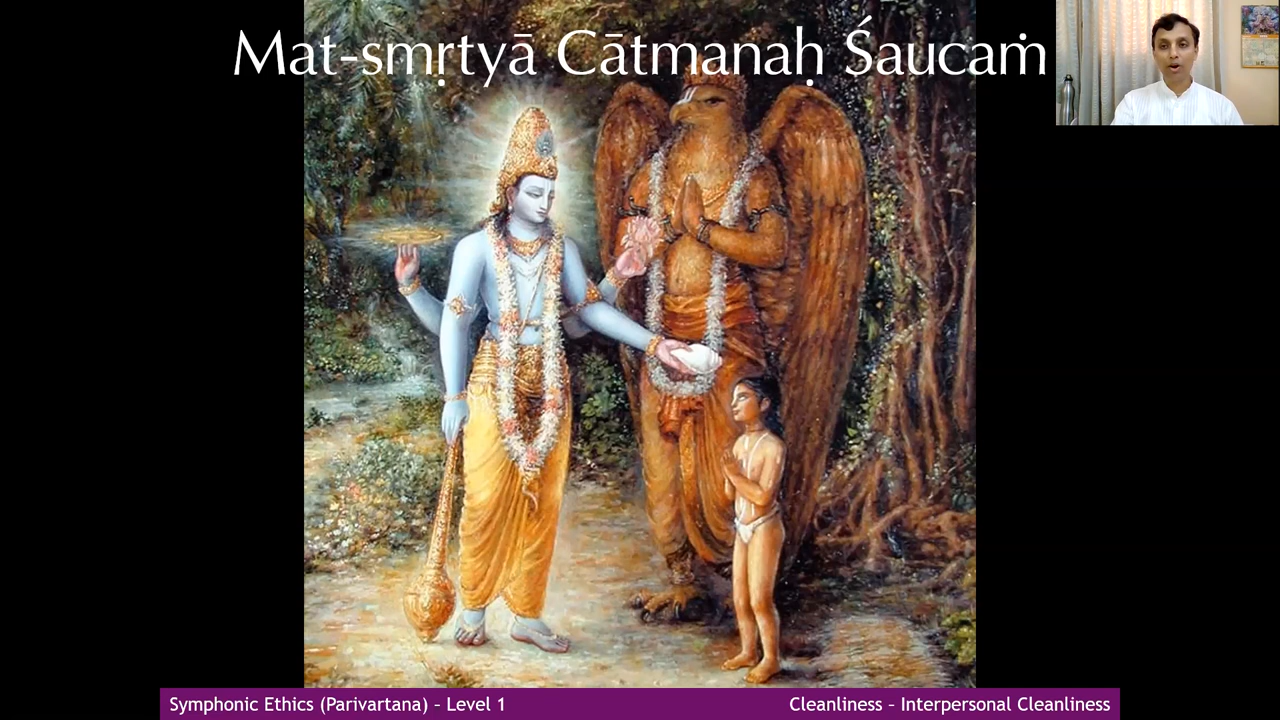 Mat-smṛtyā Cātmanaḥ Śaucaṁ
Symphonic Ethics (Parivartana) – Level 1
Cleanliness – Interpersonal Cleanliness